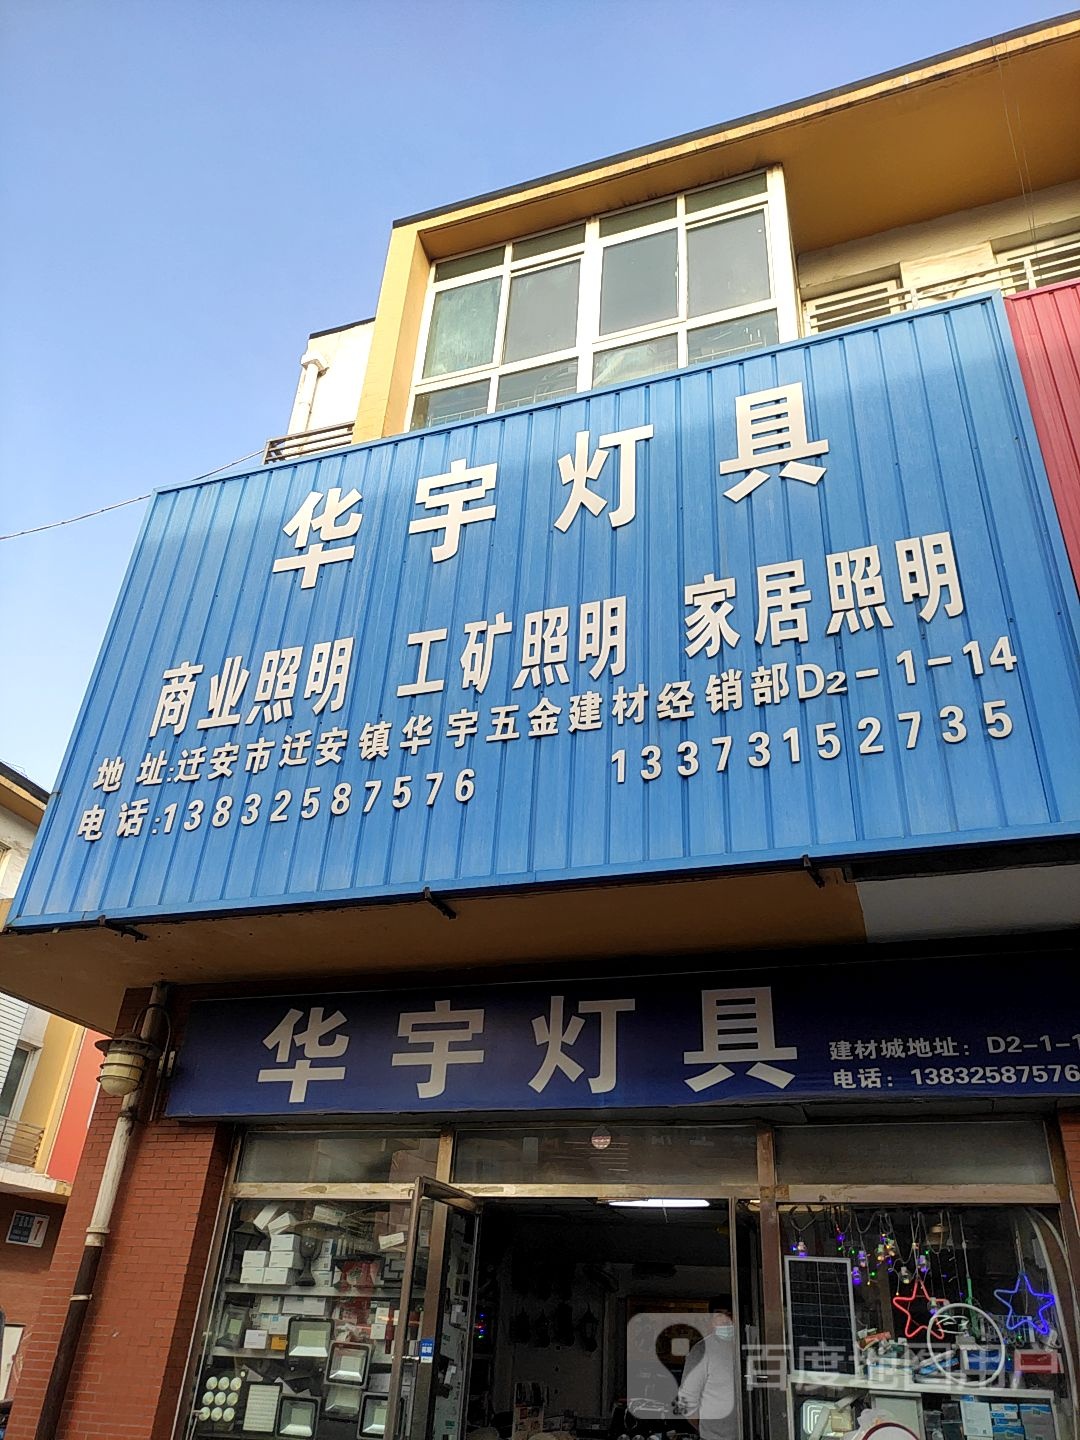 华宇灯具
商业照明 工矿照明 家居照明
地址:迁安市迁安镇华宇五金建材经销部D2-1-14
电话:13832587576 13373152735
华宇灯具
建材城地址：D2-1-1
电话：13832587576
7
百度地图用户